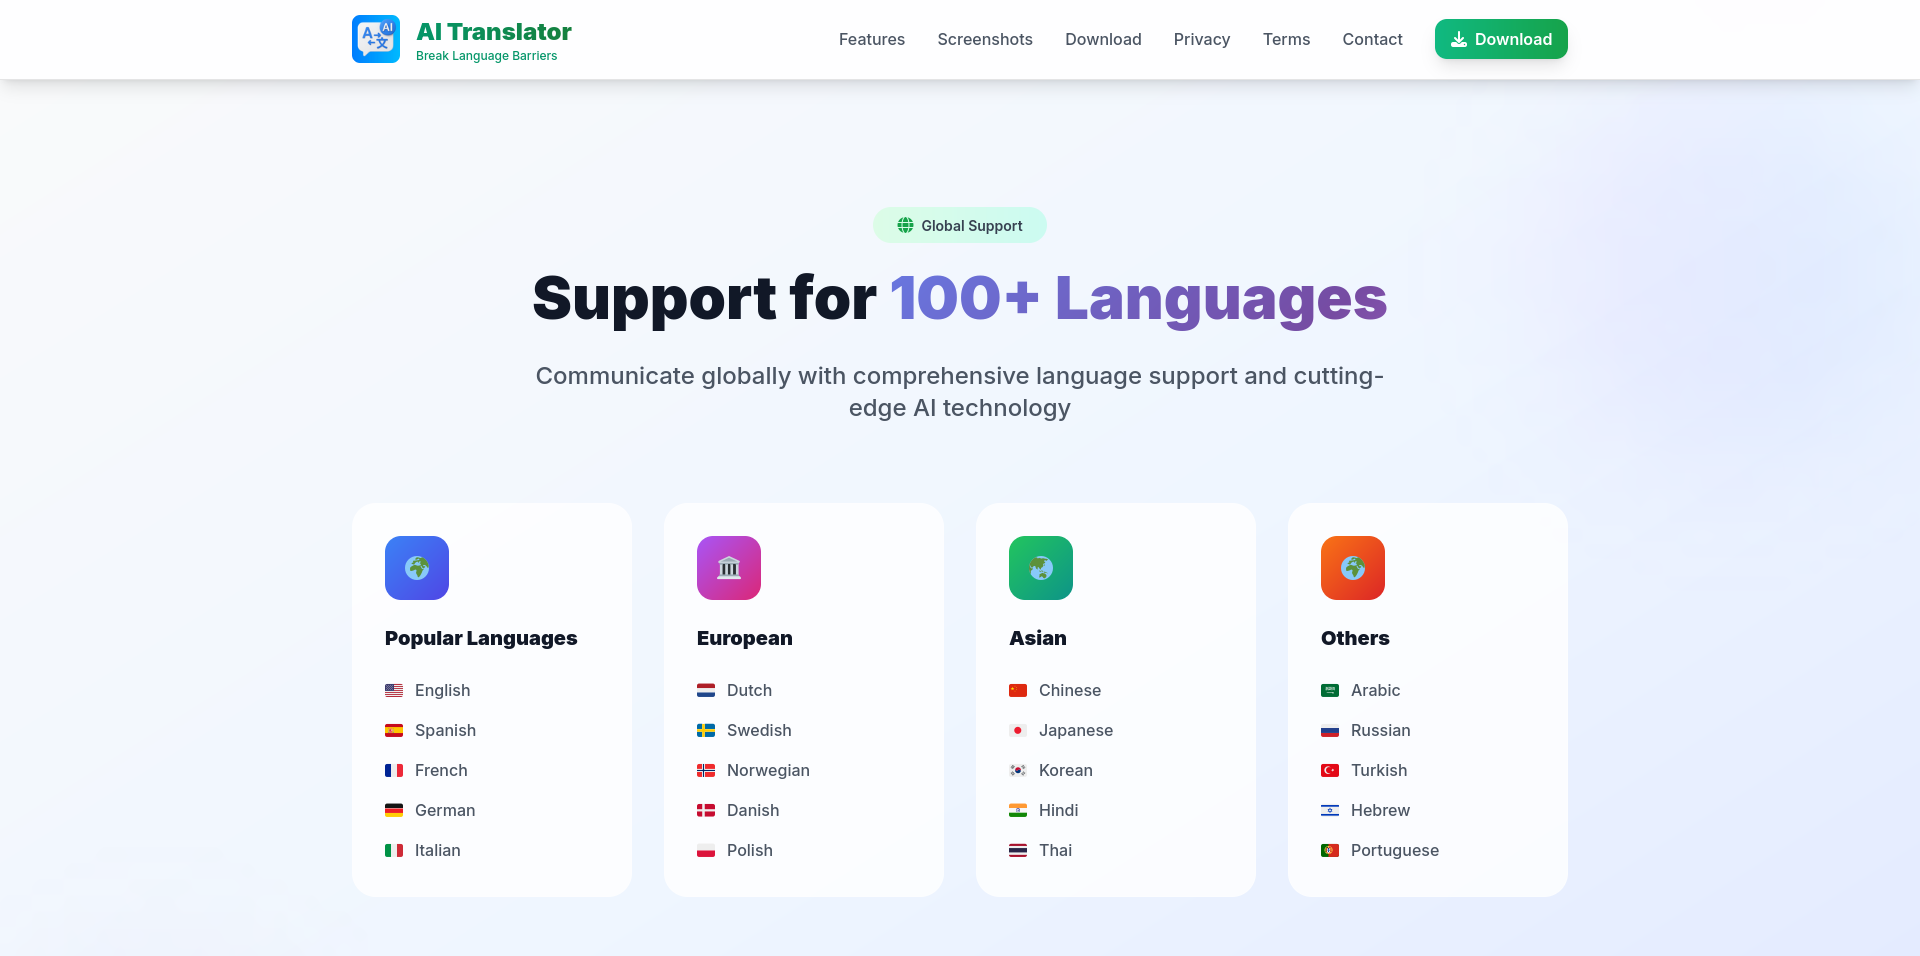 AI Translator
Break Language Barriers
Features
Screenshots
Download
Privacy
Terms
Contact
Download
Global Support
Support for 100+ Languages
Communicate globally with comprehensive language support and cutting-
edge AI technology
Popular Languages
English
Spanish
French
German
Italian
European
Dutch
Swedish
Norwegian
Danish
Polish
Asian
Chinese
Japanese
Korean
Hindi
Thai
Others
Arabic
Russian
Turkish
Hebrew
Portuguese